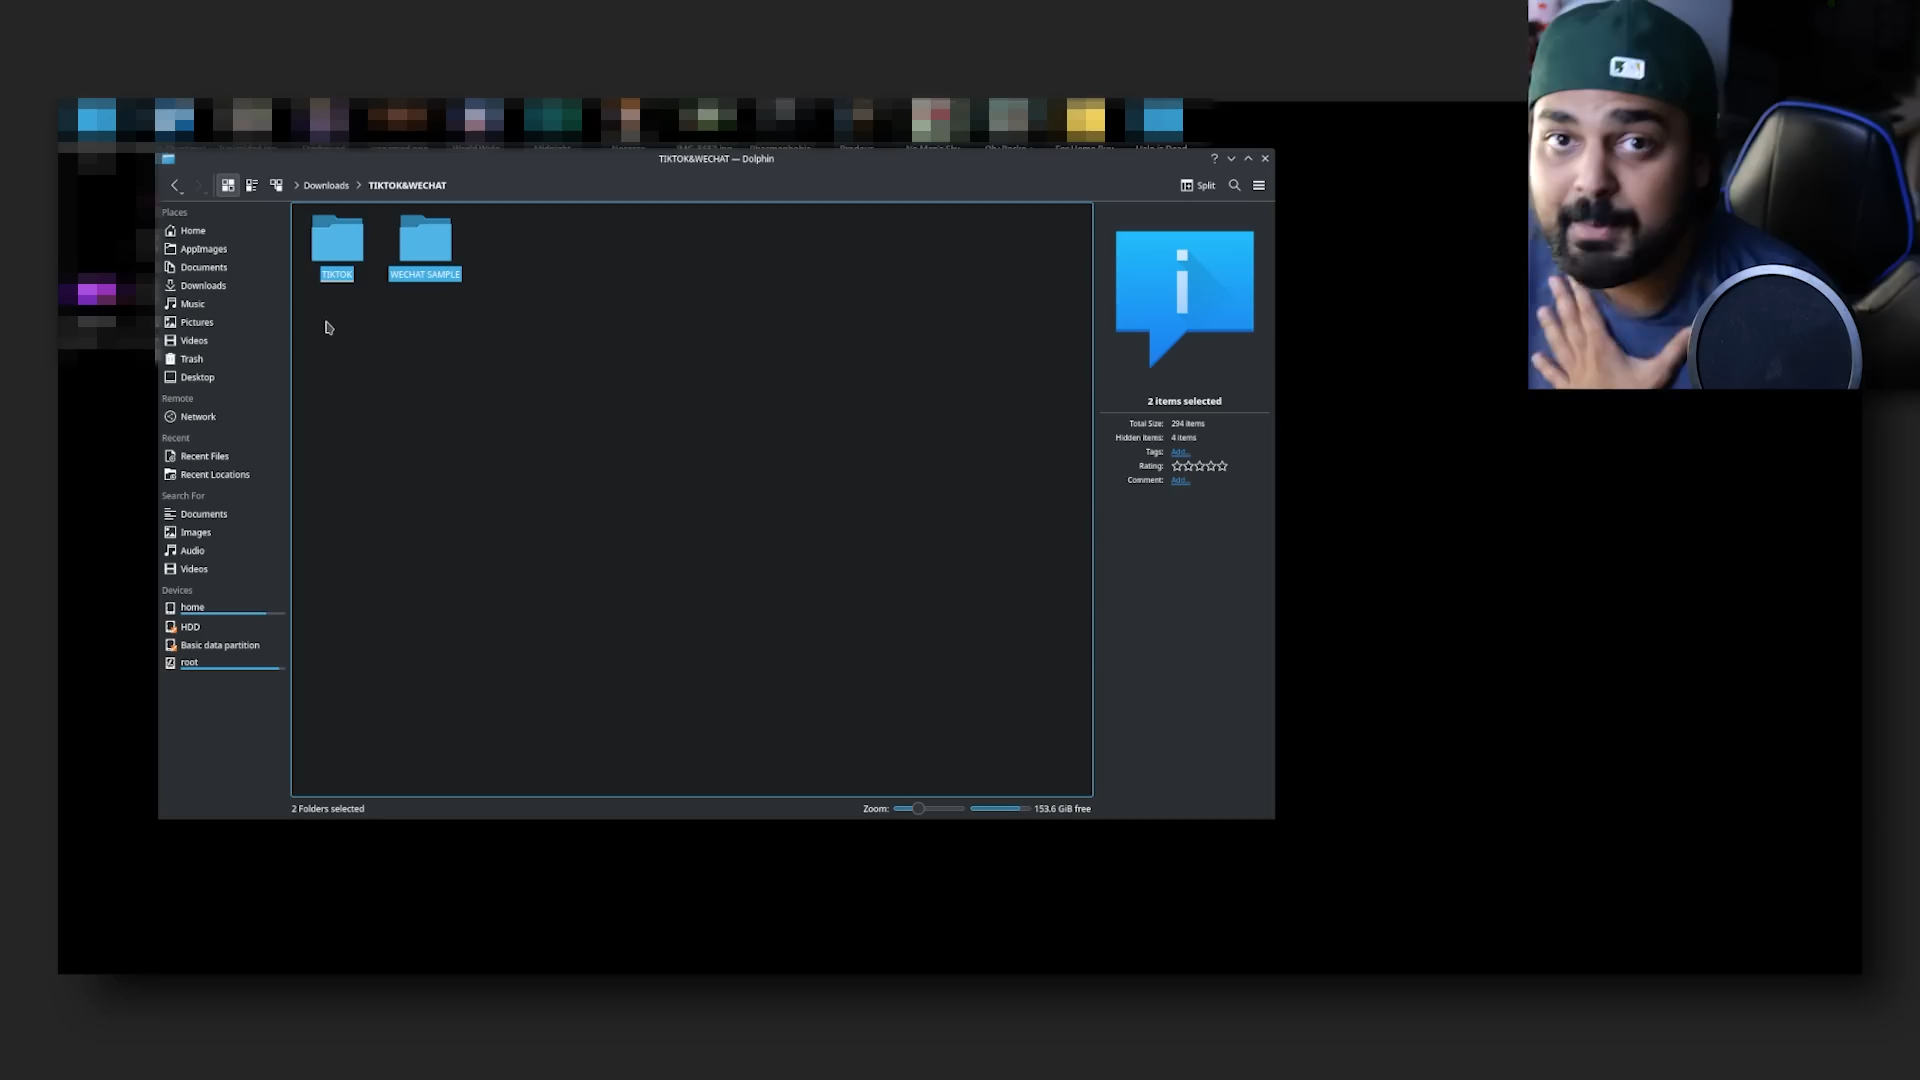 TIKTOK&WECHAT — Dolphin
Downloads
TIKTOK&WECHAT
Split
Places
Home
AppImages
Documents
Downloads
Music
Pictures
Videos
Trash
Desktop
Remote
Network
Recent
Recent Files
Recent Locations
Search For
Documents
Images
Audio
Videos
Devices
home
HDD
Basic data partition
root
TIKTOK
WECHAT SAMPLE
2 items selected
Total Size: 294 items
Hidden items: 4 items
Tags: Add...
Rating:
Comment: Add...
2 Folders selected
Zoom:
153.6 GiB free